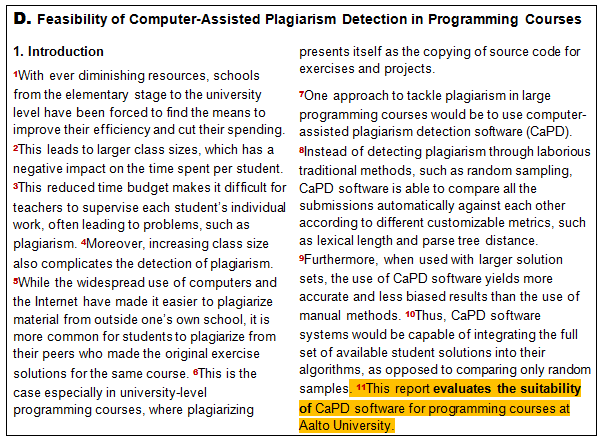 D. Feasibility of Computer-Assisted Plagiarism Detection in Programming Courses
1. Introduction
1With ever diminishing resources, schools
from the elementary stage to the university
level have been forced to find the means to
improve their efficiency and cut their spending.
2This leads to larger class sizes, which has a
negative impact on the time spent per student.
3This reduced time budget makes it difficult for
teachers to supervise each student's individual
work, often leading to problems, such as
plagiarism. 4Moreover, increasing class size
also complicates the detection of plagiarism.
5While the widespread use of computers and
the Internet have made it easier to plagiarize
material from outside one's own school, it is
more common for students to plagiarize from
their peers who made the original exercise
solutions for the same course. 6This is the
case especially in university-level
programming courses, where plagiarizing
presents itself as the copying of source code for
exercises and projects.
7One approach to tackle plagiarism in large
programming courses would be to use computer-
assisted plagiarism detection software (CaPD).
8Instead of detecting plagiarism through laborious
traditional methods, such as random sampling,
CaPD software is able to compare all the
submissions automatically against each other
according to different customizable metrics, such
as lexical length and parse tree distance.
9Furthermore, when used with larger solution
sets, the use of CaPD software yields more
accurate and less biased results than the use of
manual methods. 10Thus, CaPD software
systems would be capable of integrating the full
set of available student solutions into their
algorithms, as opposed to comparing only random
samples. 11This report evaluates the suitability
of CaPD software for programming courses at
Aalto University.